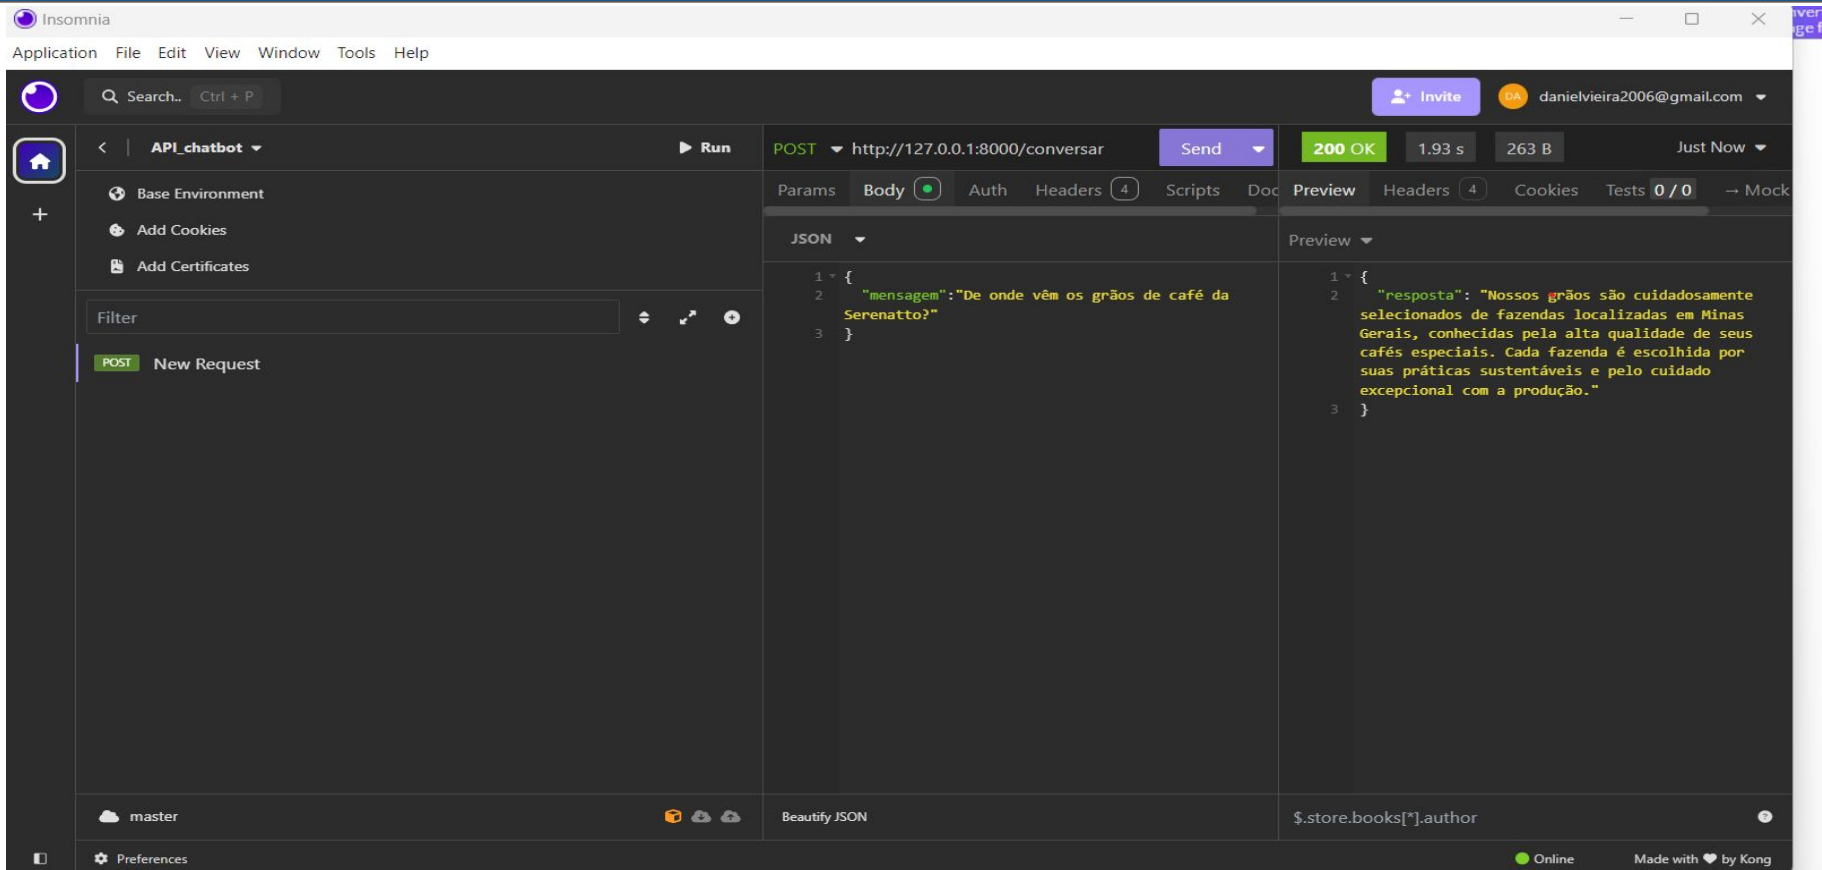 Insomnia
Application File Edit View Window Tools Help
Search.. Ctrl + P
Invite
DA danielvieira2006@gmail.com
API_chatbot
Run
POST http://127.0.0.1:8000/conversar
Send
200 OK 1.93 s 263 B Just Now
Base Environment
Add Cookies
Add Certificates
Params Body Auth Headers 4 Scripts
Preview Headers 4 Cookies Tests 0 / 0 → Mock
JSON
Preview
Filter
POST New Request
1 {
2 "mensagem":"De onde vêm os grãos de café da
Serenatto?"
3 }
1 {
2 "resposta": "Nossos grãos são cuidadosamente
selecionados de fazendas localizadas em Minas
Gerais, conhecidas pela alta qualidade de seus
cafés especiais. Cada fazenda é escolhida por
suas práticas sustentáveis e pelo cuidado
excepcional com a produção."
3 }
master
Beautify JSON
$.store.books[*].author
Preferences
Online
Made with ❤ by Kong